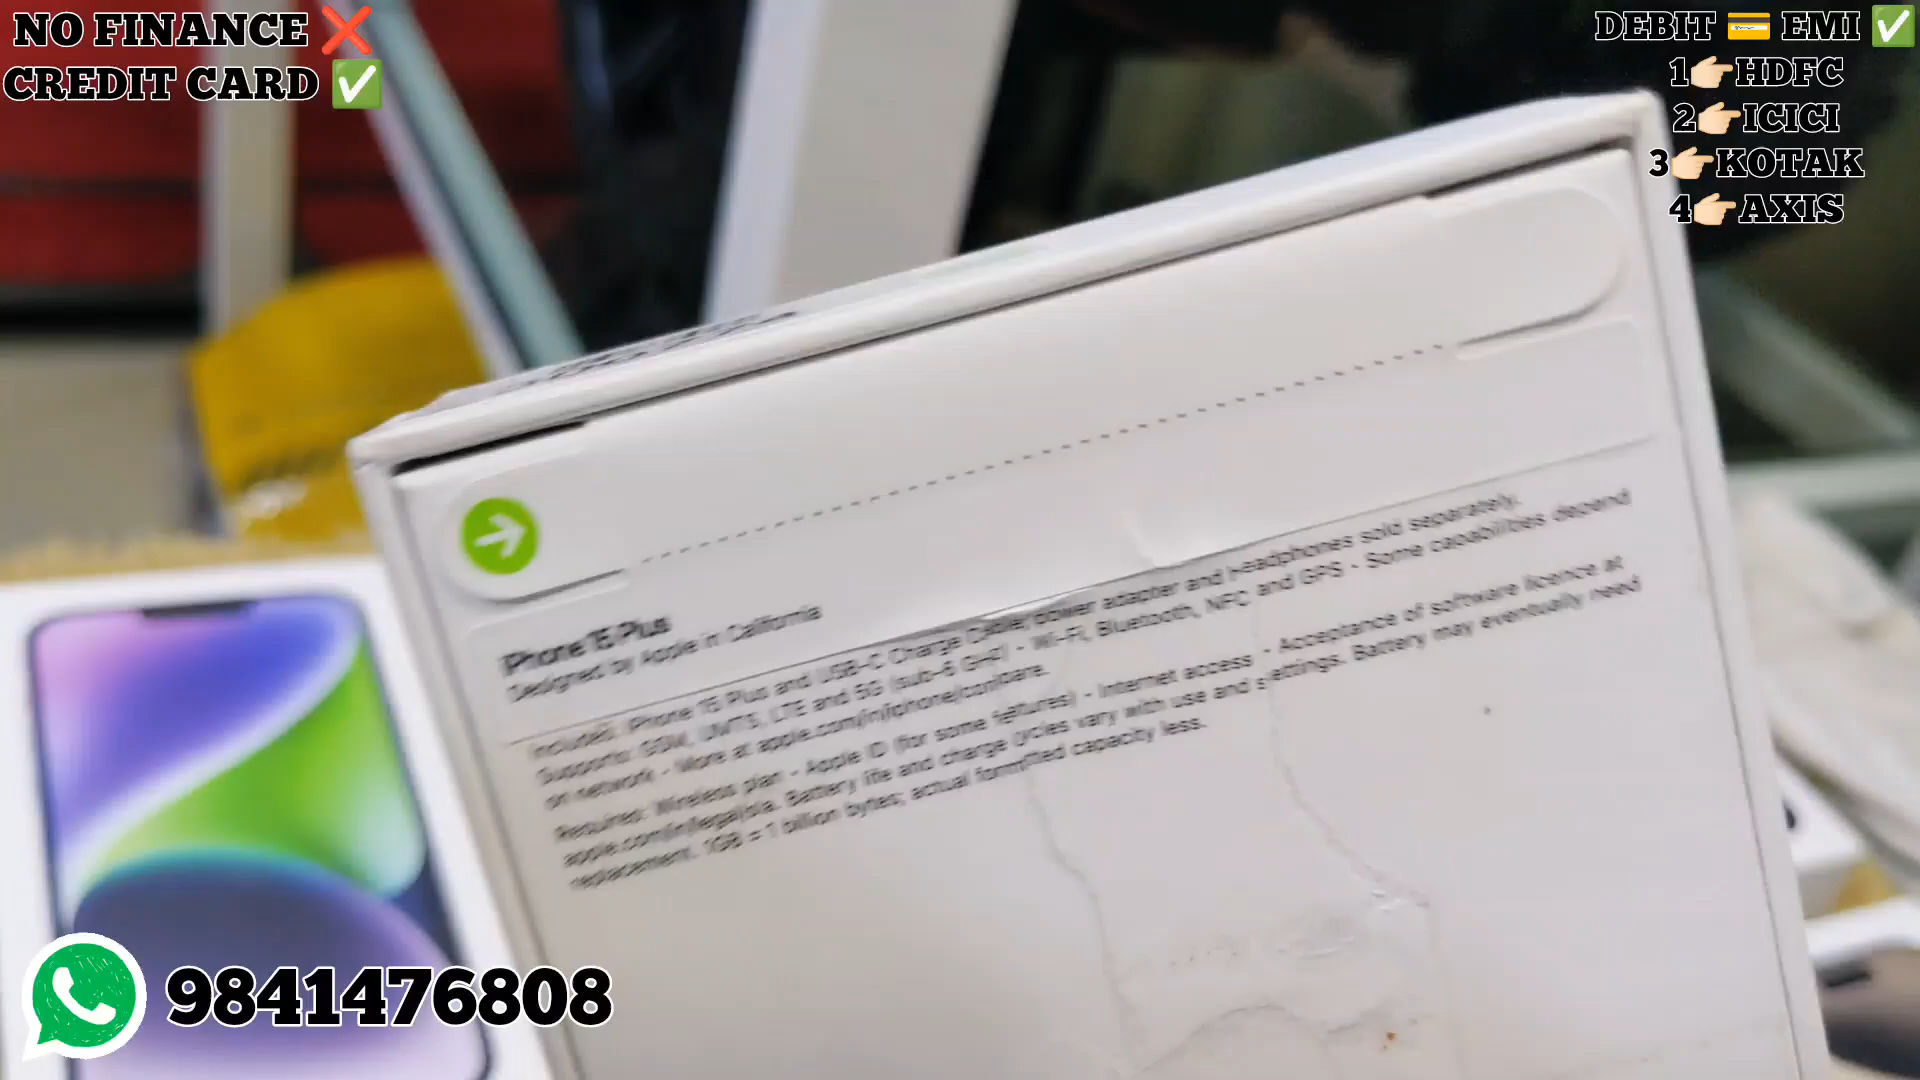 NO FINANCE ❌
CREDIT CARD ✅
DEBIT 💳 EMI ✅
1👉🏻HDFC
2👉🏻ICICI
3👉🏻KOTAK
4👉🏻AXIS
iPhone 15 Plus
Designed by Apple in California
Includes: iPhone 15 Plus and USB-C Charge Cable; power adapter and headphones sold separately.
Supports: GSM, UMTS, LTE and 5G (sub-6 GHz) • Wi-Fi, Bluetooth, NFC and GPS • Some capabilities depend
on network • More at apple.com/in/iphone/compare.
Requires: Wireless plan • Apple ID (for some features) • Internet access • Acceptance of software licence at
apple.com/in/legal/sla. Battery life and charge cycles vary with use and settings. Battery may eventually need
replacement. 1GB = 1 billion bytes; actual formatted capacity less.
9841476808